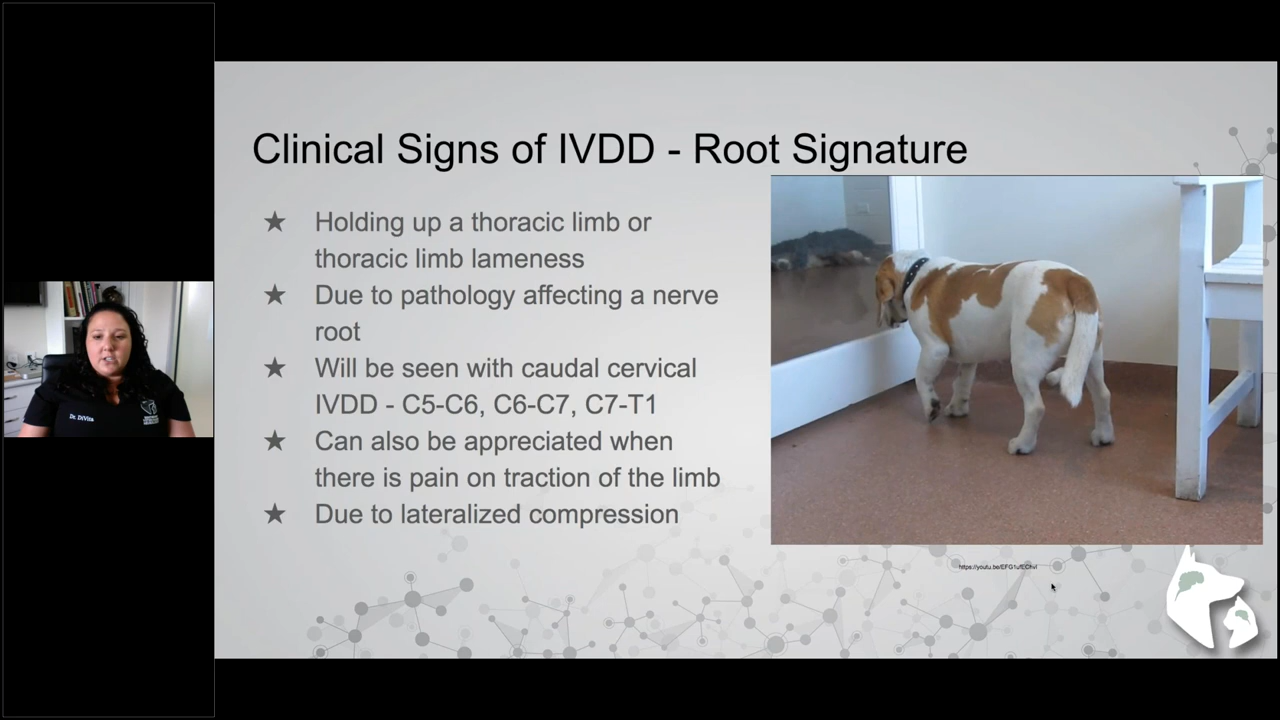 Clinical Signs of IVDD - Root Signature
★ Holding up a thoracic limb or
thoracic limb lameness
★ Due to pathology affecting a nerve
root
★ Will be seen with caudal cervical
IVDD - C5-C6, C6-C7, C7-T1
★ Can also be appreciated when
there is pain on traction of the limb
★ Due to lateralized compression
Dr. DiVita